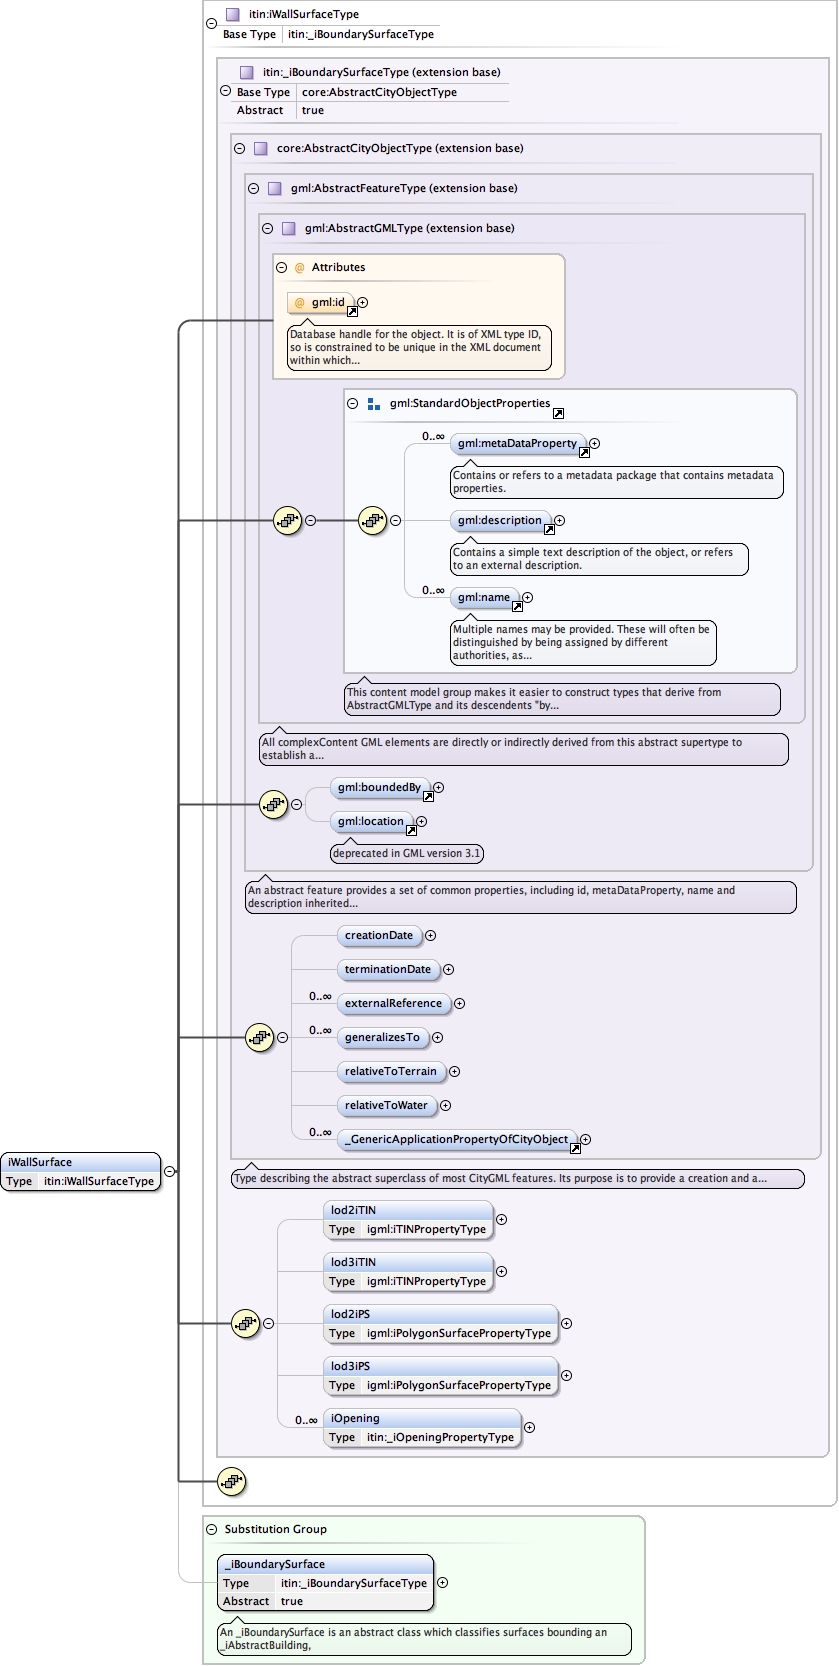 itin:iWallSurfaceType
Base Type itin:_iBoundarySurfaceType
itin:_iBoundarySurfaceType (extension base)
Base Type core:AbstractCityObjectType
Abstract true
core:AbstractCityObjectType (extension base)
gml:AbstractFeatureType (extension base)
gml:AbstractGMLType (extension base)
@ Attributes
@ gml:id
Database handle for the object. It is of XML type ID,
so is constrained to be unique in the XML document
within which...
gml:StandardObjectProperties
0..∞ gml:metaDataProperty
Contains or refers to a metadata package that contains metadata
properties.
gml:description
Contains a simple text description of the object, or refers
to an external description.
0..∞ gml:name
Multiple names may be provided. These will often be
distinguished by being assigned by different
authorities, as...
This content model group makes it easier to construct types that derive from
AbstractGMLType and its descendents "by...
All complexContent GML elements are directly or indirectly derived from this abstract supertype to
establish a...
gml:boundedBy
gml:location
deprecated in GML version 3.1
An abstract feature provides a set of common properties, including id, metaDataProperty, name and
description inherited...
creationDate
terminationDate
0..∞ externalReference
0..∞ generalizesTo
relativeToTerrain
relativeToWater
0..∞ _GenericApplicationPropertyOfCityObject
iWallSurface
Type itin:iWallSurfaceType
Type describing the abstract superclass of most CityGML features. Its purpose is to provide a creation and a...
lod2iTIN
Type igml:iTINPropertyType
lod3iTIN
Type igml:iTINPropertyType
lod2iPS
Type igml:iPolygonSurfacePropertyType
lod3iPS
Type igml:iPolygonSurfacePropertyType
0..∞ iOpening
Type itin:_iOpeningPropertyType
Substitution Group
_iBoundarySurface
Type itin:_iBoundarySurfaceType
Abstract true
An _iBoundarySurface is an abstract class which classifies surfaces bounding an
_iAbstractBuilding,